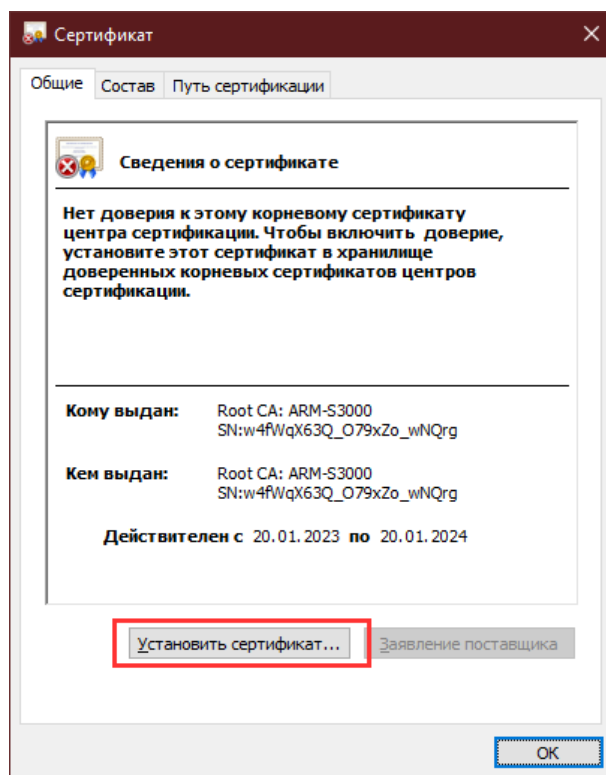 Сертификат
Общие Состав Путь сертификации
Сведения о сертификате
Нет доверия к этому корневому сертификату
центра сертификации. Чтобы включить доверие,
установите этот сертификат в хранилище
доверенных корневых сертификатов центров
сертификации.
Кому выдан: Root CA: ARM-S3000
SN:w4fWqX63Q_O79xZo_wNQrg
Кем выдан: Root CA: ARM-S3000
SN:w4fWqX63Q_O79xZo_wNQrg
Действителен с 20.01.2023 по 20.01.2024
Установить сертификат... Заявление поставщика
ОК